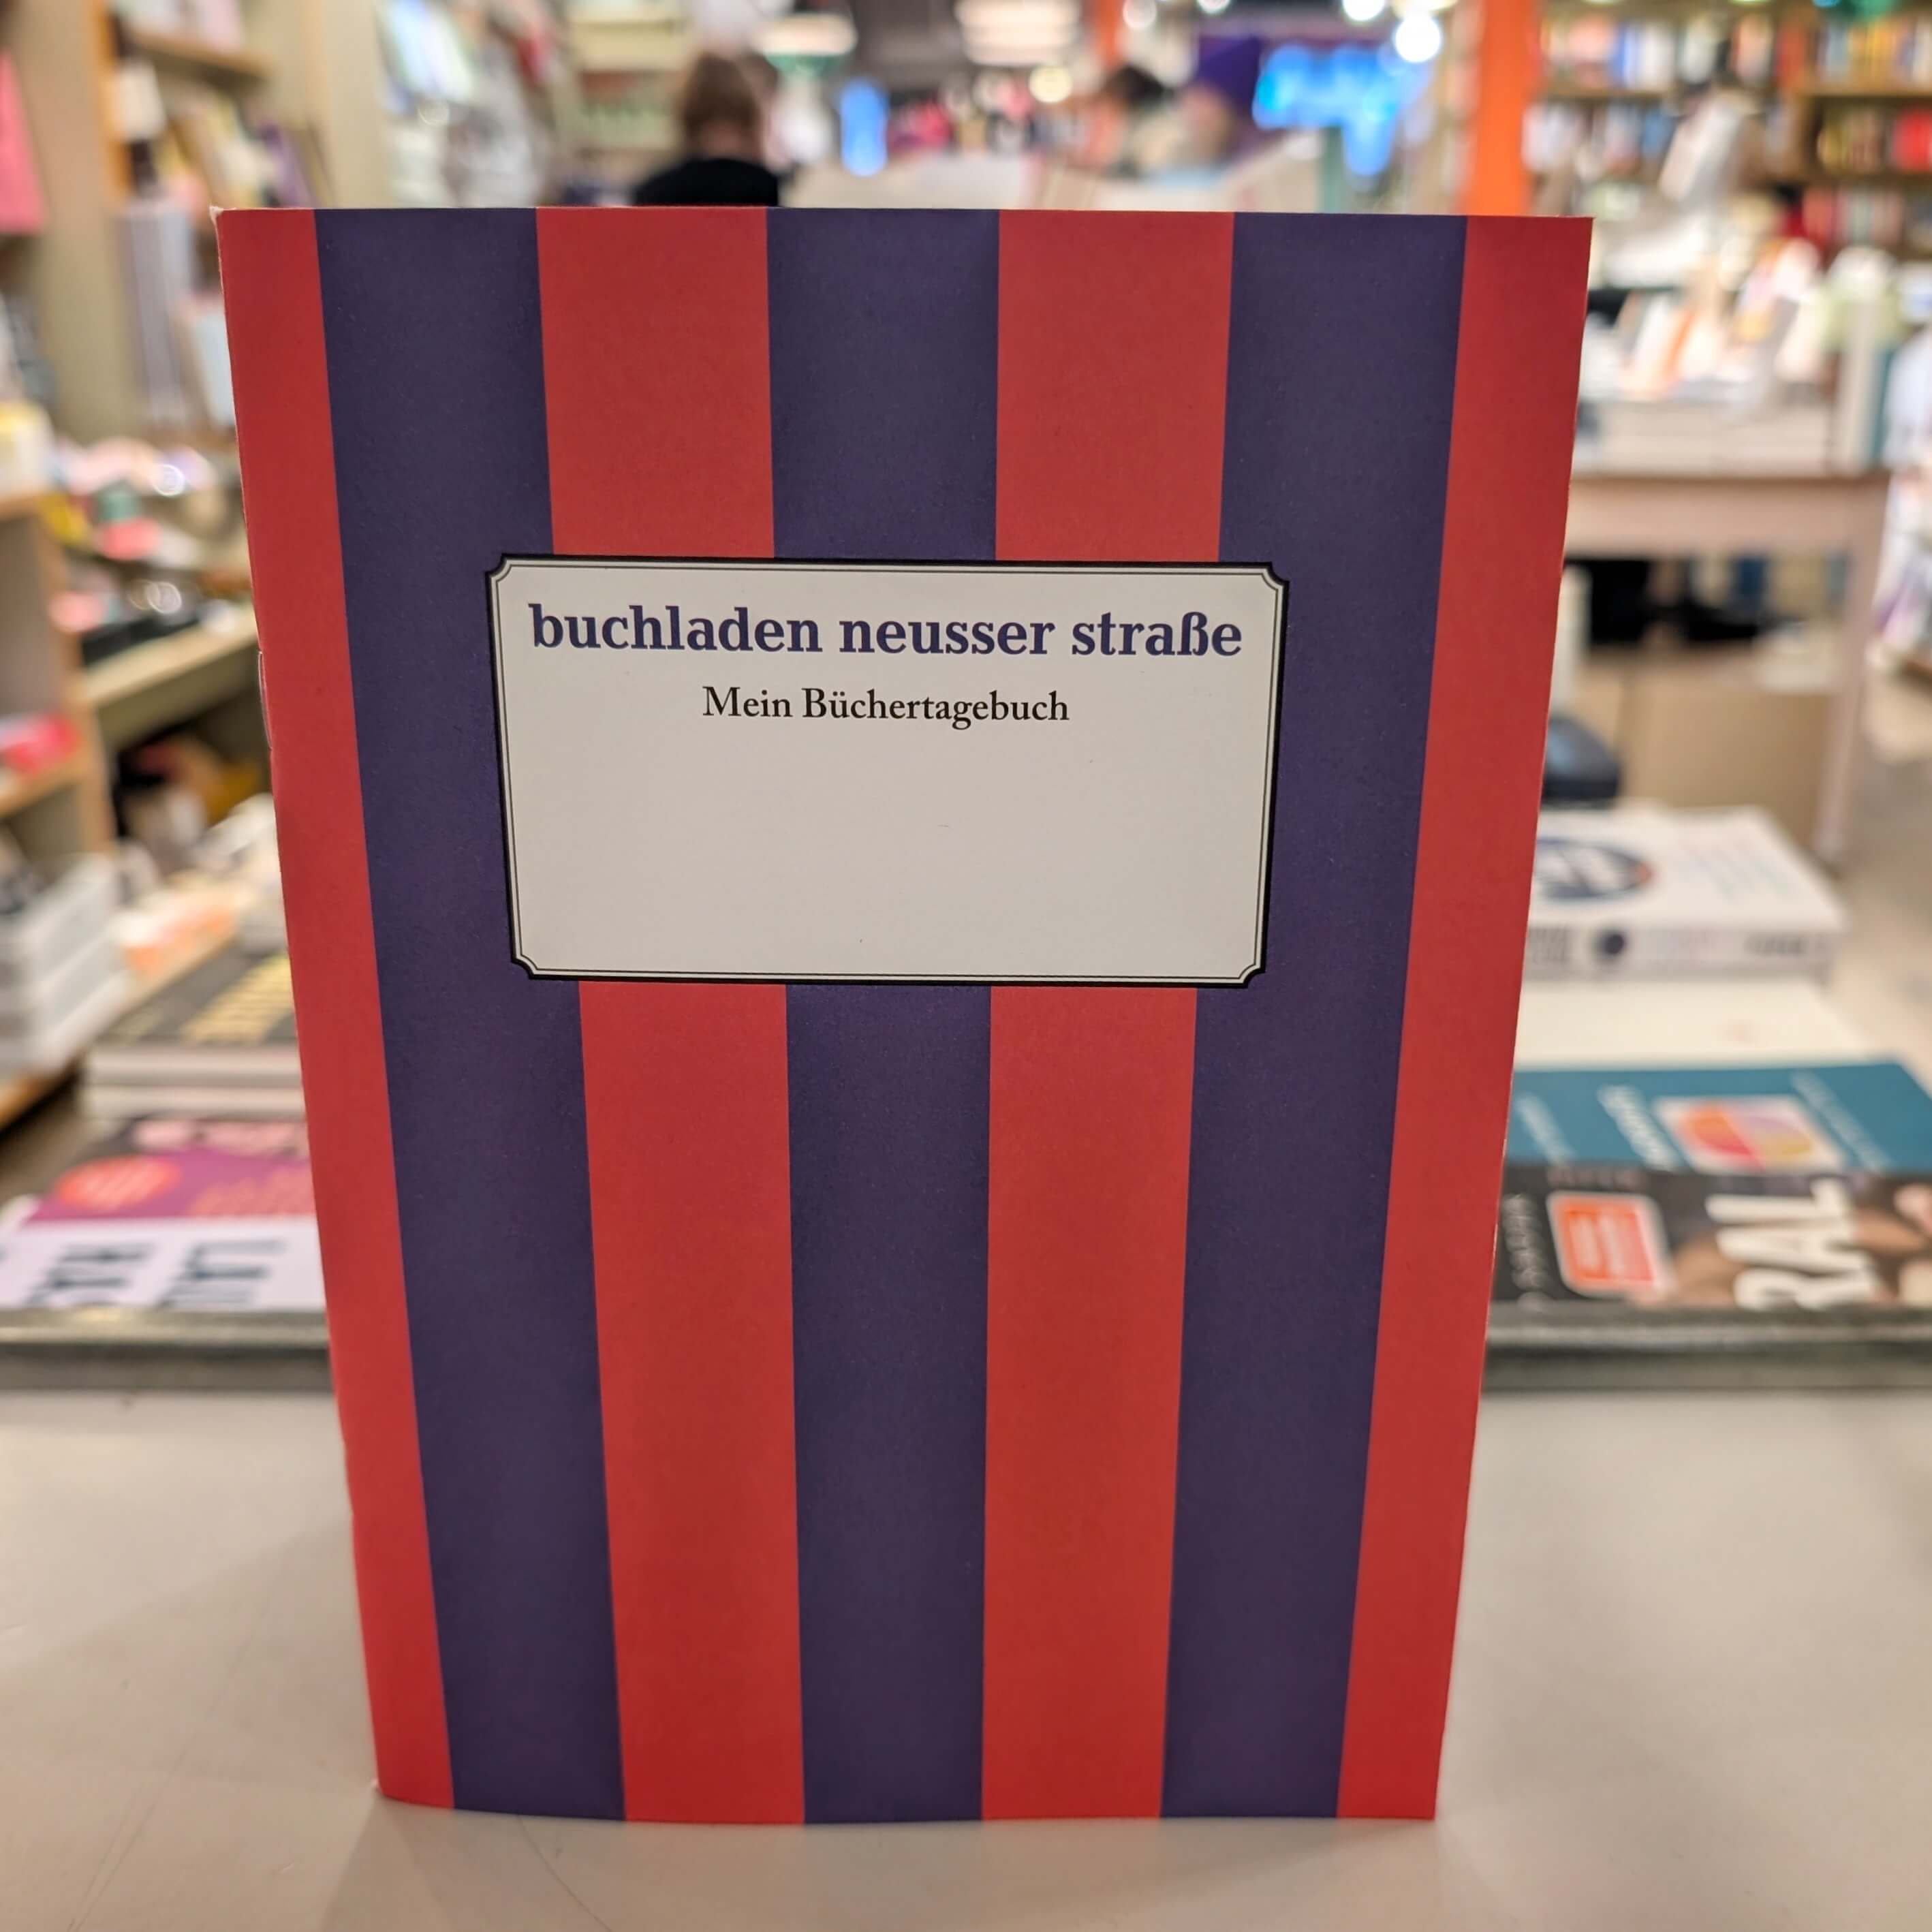 buchladen neusser straße
Mein Büchertagebuch